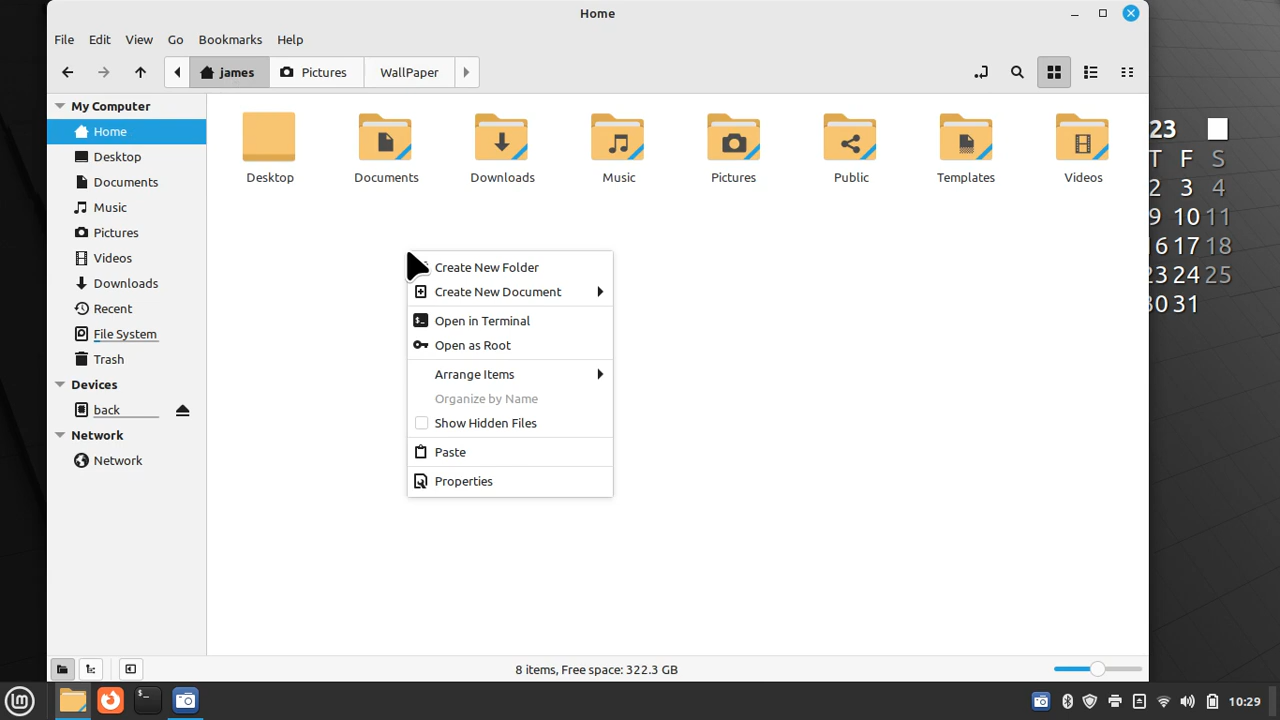 Home
File Edit View Go Bookmarks Help
james Pictures WallPaper
My Computer
Home
Desktop
Documents
Music
Pictures
Videos
Downloads
Recent
File System
Trash
Devices
back
Network
Network
Desktop Documents Downloads Music Pictures Public Templates Videos
Create New Folder
Create New Document
Open in Terminal
Open as Root
Arrange Items
Organize by Name
Show Hidden Files
Paste
Properties
8 items, Free space: 322.3 GB
23
T F S
2 3 4
9 10 11
16 17 18
23 24 25
30 31
lm
10:29